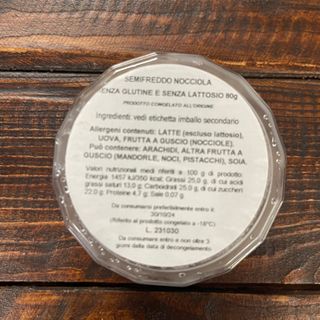 SEMIFREDDO NOCCIOLA
SENZA GLUTINE E SENZA LATTOSIO 80g
PRODOTTO CONGELATO ALL'ORIGINE
Ingredienti: vedi etichetta imballo secondario
Allergeni contenuti: LATTE (escluso lattosio),
UOVA, FRUTTA A GUSCIO (NOCCIOLE).
Può contenere: ARACHIDI, ALTRA FRUTTA A
GUSCIO (MANDORLE, NOCI, PISTACCHI), SOIA.
Valori nutrizionali medi riferiti a 100 g di prodotto:
Energia 1457 kJ/350 kcal; Grassi 25,0 g, di cui acidi
grassi saturi 13,0 g; Carboidrati 25,0 g, di cui zuccheri
22,0 g; Proteine 4,7 g; Sale 0,07 g.
Da consumarsi preferibilmente entro il:
30/10/24
(Riferito al prodotto congelato a -18°C)
L. 231030
Da consumarsi entro e non oltre 3
giorni dalla data di decongelamento.